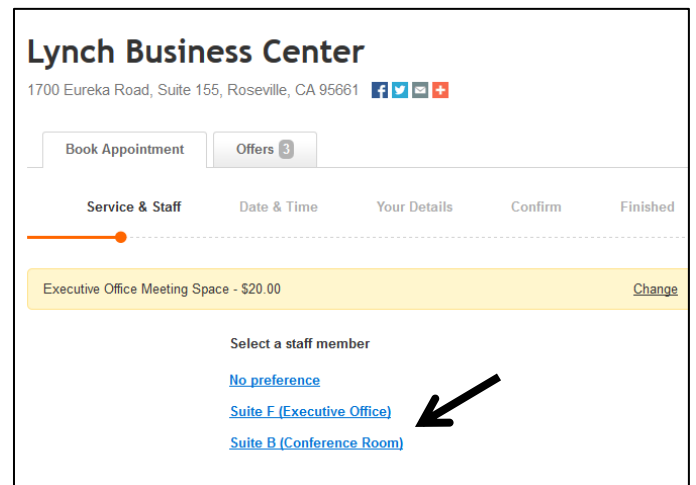 Lynch Business Center
1700 Eureka Road, Suite 155, Roseville, CA 95661
Book Appointment Offers 3
Service & Staff Date & Time Your Details Confirm Finished
Executive Office Meeting Space - $20.00 Change
Select a staff member
No preference
Suite F (Executive Office)
Suite B (Conference Room)